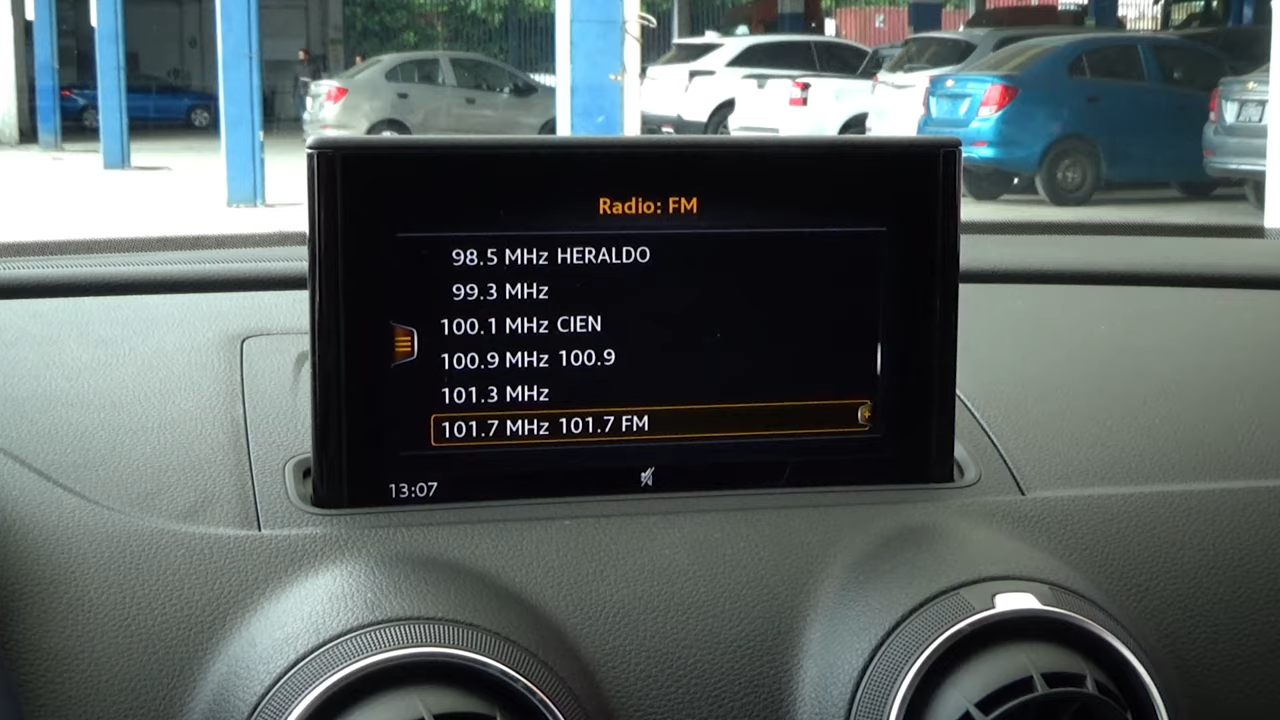 Radio: FM
98.5 MHz HERALDO
99.3 MHz
100.1 MHz CIEN
100.9 MHz 100.9
101.3 MHz
101.7 MHz 101.7 FM
13:07